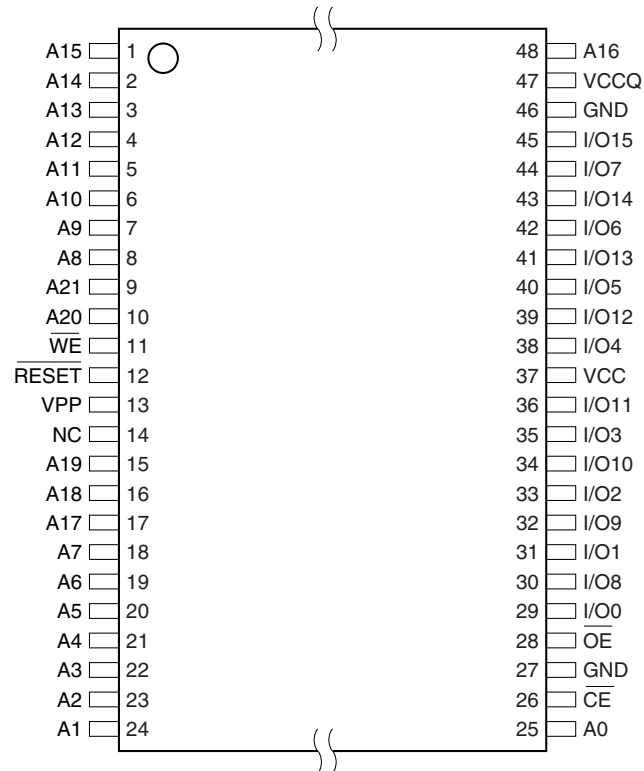 A15 1 48 A16
A14 2 47 VCCQ
A13 3 46 GND
A12 4 45 I/O15
A11 5 44 I/O7
A10 6 43 I/O14
A9 7 42 I/O6
A8 8 41 I/O13
A21 9 40 I/O5
A20 10 39 I/O12
WE 11 38 I/O4
RESET 12 37 VCC
VPP 13 36 I/O11
NC 14 35 I/O3
A19 15 34 I/O10
A18 16 33 I/O2
A17 17 32 I/O9
A7 18 31 I/O1
A6 19 30 I/O8
A5 20 29 I/O0
A4 21 28 OE
A3 22 27 GND
A2 23 26 CE
A1 24 25 A0